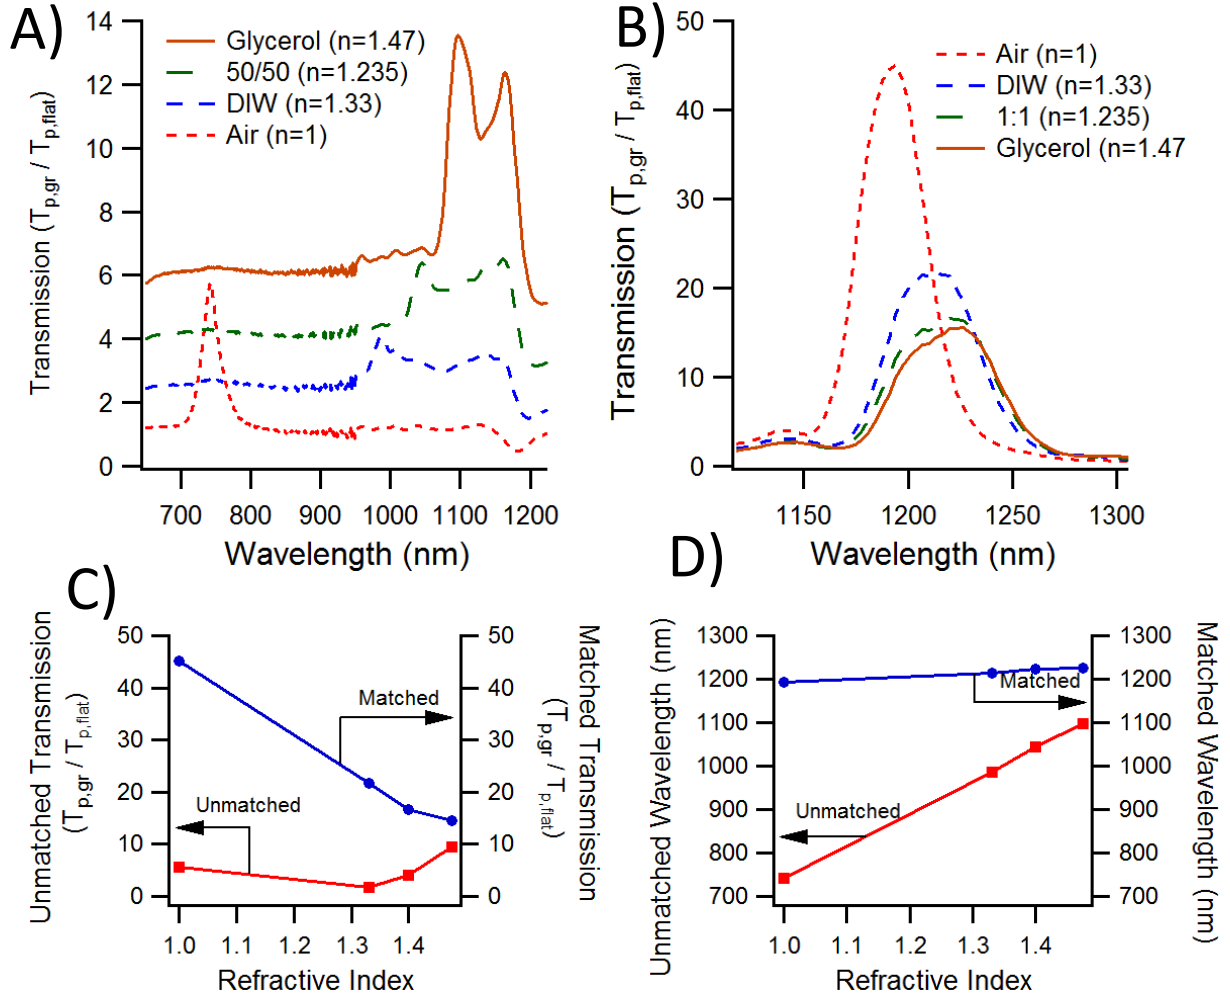 A)
14
12
10
8
6
4
2
0
Transmission (Tp,gr / Tp,flat)
Glycerol (n=1.47)
50/50 (n=1.235)
DIW (n=1.33)
Air (n=1)
700 800 900 1000 1100 1200
Wavelength (nm)
B)
50
40
30
20
10
0
Transmission (Tp,gr / Tp,flat)
Air (n=1)
DIW (n=1.33)
1:1 (n=1.235)
Glycerol (n=1.47
1150 1200 1250 1300
Wavelength (nm)
C)
Unmatched Transmission
(Tp,gr / Tp,flat)
50
40
30
20
10
0
Matched
Unmatched
50
40
30
20
10
0
Matched Transmission
(Tp,gr / Tp,flat)
1.0 1.1 1.2 1.3 1.4
Refractive Index
D)
Unmatched Wavelength (nm)
1300
1200
1100
1000
900
800
700
Matched
Unmatched
1300
1200
1100
1000
900
800
700
Matched Wavelength
(nm)
1.0 1.1 1.2 1.3 1.4
Refractive Index